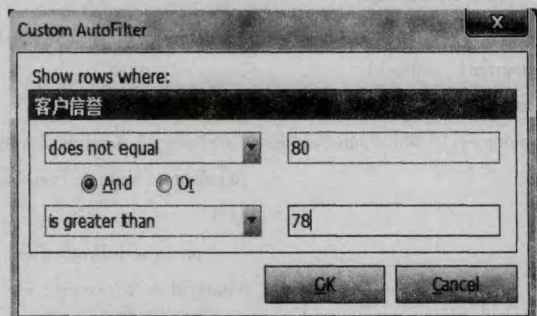 Custom AutoFilter
X
Show rows where:
客户信誉
does not equal 80
And Or
is greater than 78
OK Cancel